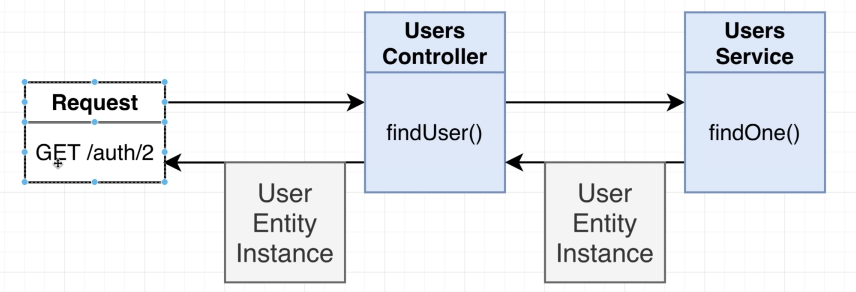 Request
GET /auth/2
Users
Controller
findUser()
Users
Service
findOne()
User
Entity
Instance
User
Entity
Instance